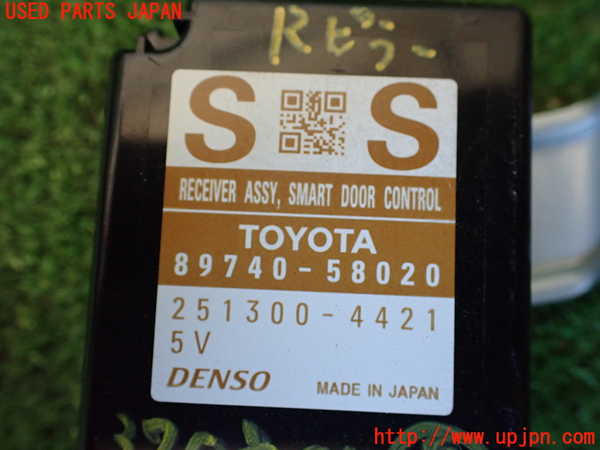 USED PARTS JAPAN
Rピラー
S S
RECEIVER ASSY, SMART DOOR CONTROL
TOYOTA
89740-58020
251300-4421
5V
DENSO MADE IN JAPAN
http://www.upjpn.com